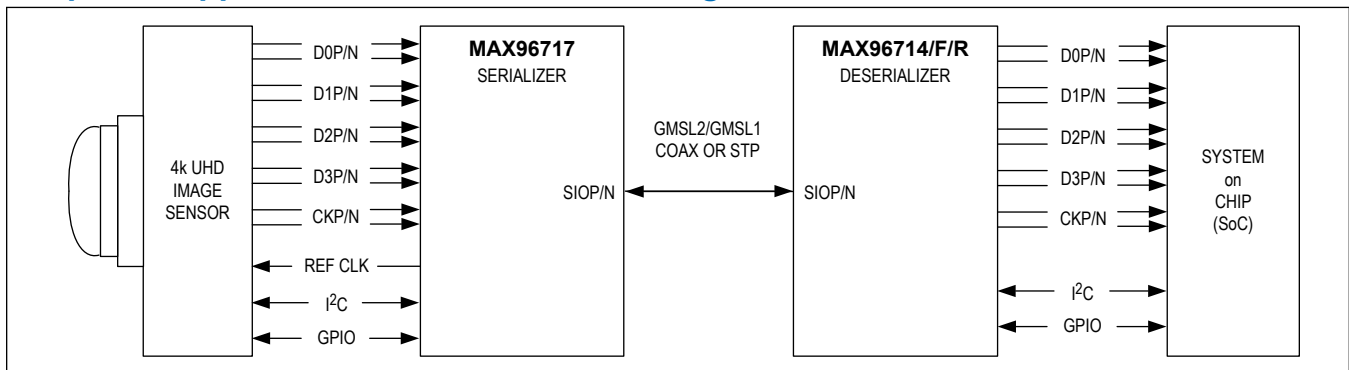 D0P/N
D1P/N
D2P/N
D3P/N
CKP/N
REF CLK
I2C
GPIO
4k UHD
IMAGE
SENSOR
MAX96717
SERIALIZER
SIOP/N
GMSL2/GMSL1
COAX OR STP
MAX96714/F/R
DESERIALIZER
SIOP/N
D0P/N
D1P/N
D2P/N
D3P/N
CKP/N
I2C
GPIO
SYSTEM
on
CHIP
(SoC)